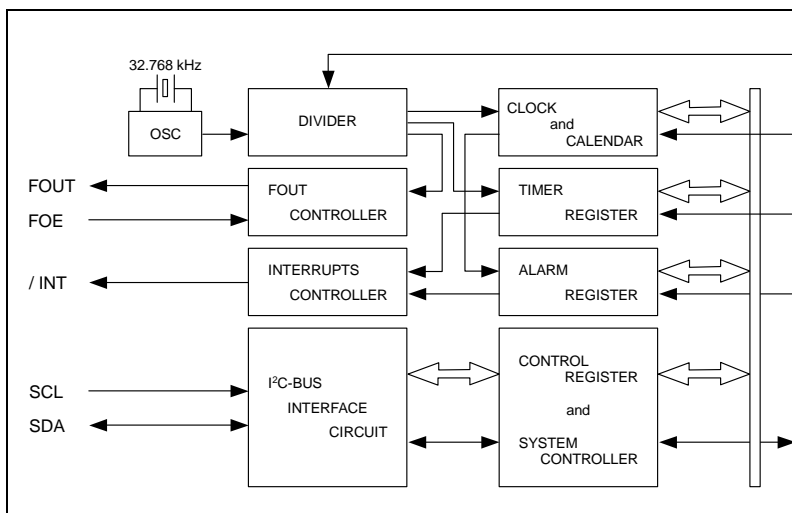 32.768 kHz
OSC
DIVIDER
CLOCK
and
CALENDAR
FOUT
FOE
FOUT
CONTROLLER
TIMER
REGISTER
/ INT
INTERRUPTS
CONTROLLER
ALARM
REGISTER
SCL
SDA
I²C-BUS
INTERFACE
CIRCUIT
CONTROL
REGISTER
and
SYSTEM
CONTROLLER